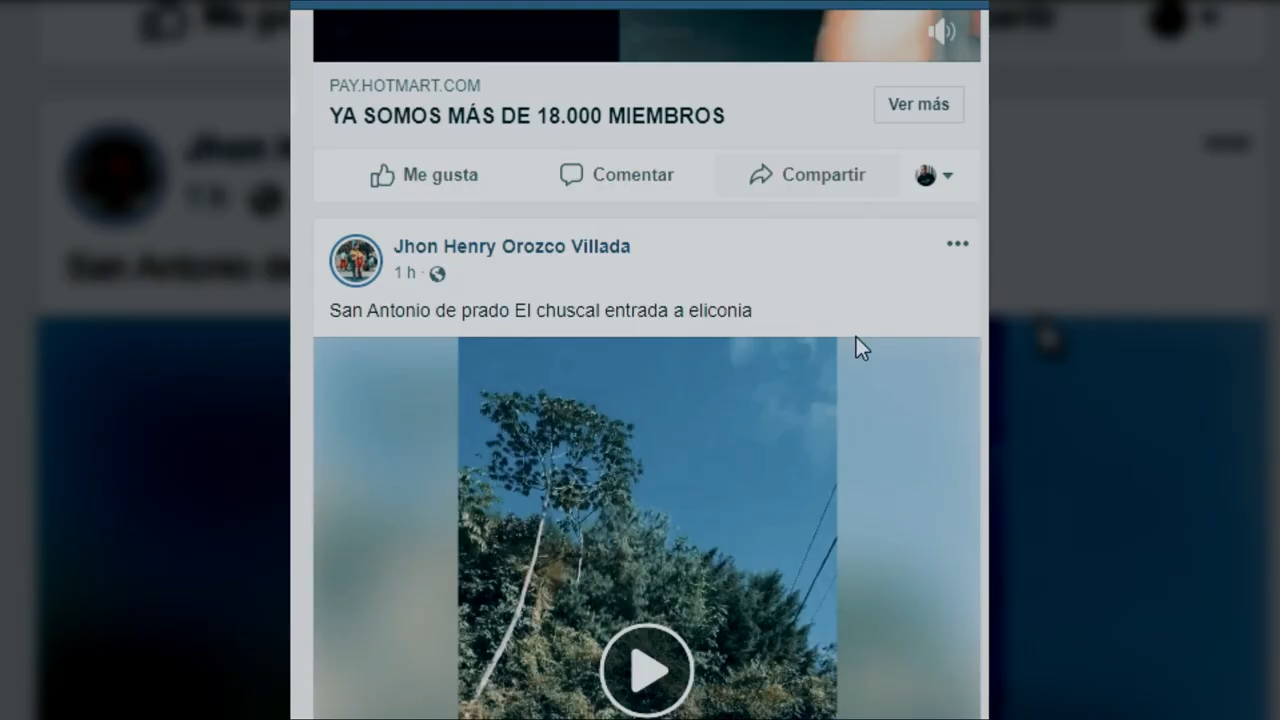 PAY.HOTMART.COM
YA SOMOS MÁS DE 18.000 MIEMBROS
Ver más
Me gusta
Comentar
Compartir
Jhon Henry Orozco Villada
1 h ·
San Antonio de prado El chuscal entrada a eliconia